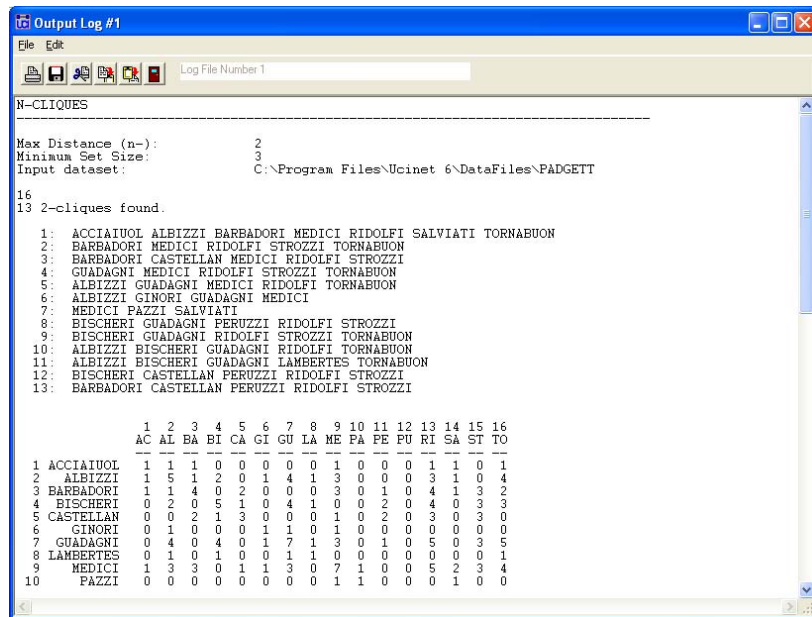 Output Log #1
File Edit
Log File Number 1
N-CLIQUES
--------------------------------------------------------------------------------
Max Distance (n-): 2
Minimum Set Size: 3
Input dataset: C:\Program Files\Ucinet 6\DataFiles\PADGETT
16
13 2-cliques found.
1: ACCIAIUOL ALBIZZI BARBADORI MEDICI RIDOLFI SALVIATI TORNABUON
2: BARBADORI MEDICI RIDOLFI STROZZI TORNABUON
3: BARBADORI CASTELLAN MEDICI RIDOLFI STROZZI
4: GUADAGNI MEDICI RIDOLFI STROZZI TORNABUON
5: ALBIZZI GUADAGNI MEDICI RIDOLFI TORNABUON
6: ALBIZZI GINORI GUADAGNI MEDICI
7: MEDICI PAZZI SALVIATI
8: BISCHERI GUADAGNI PERUZZI RIDOLFI STROZZI
9: BISCHERI GUADAGNI RIDOLFI STROZZI TORNABUON
10: ALBIZZI BISCHERI GUADAGNI RIDOLFI TORNABUON
11: ALBIZZI BISCHERI GUADAGNI LAMBERTES TORNABUON
12: BISCHERI CASTELLAN PERUZZI RIDOLFI STROZZI
13: BARBADORI CASTELLAN PERUZZI RIDOLFI STROZZI
1 2 3 4 5 6 7 8 9 10 11 12 13 14 15 16
AC AL BA BI CA GI GU LA ME PA PE PU RI SA ST TO
-- -- -- -- -- -- -- -- -- -- -- -- -- -- -- --
1 ACCIAIUOL 1 1 1 0 0 0 0 0 1 0 0 0 1 1 0 1
2 ALBIZZI 1 5 1 2 0 1 4 1 3 0 0 0 3 1 0 4
3 BARBADORI 1 1 4 0 2 0 0 0 3 0 1 0 4 1 3 2
4 BISCHERI 0 2 0 5 1 0 4 1 0 0 2 0 4 0 3 3
5 CASTELLAN 0 0 2 1 3 0 0 0 1 0 2 0 3 0 3 0
6 GINORI 0 1 0 0 0 1 1 0 1 0 0 0 0 0 0 0
7 GUADAGNI 0 4 0 4 0 1 7 1 3 0 1 0 5 0 3 5
8 LAMBERTES 0 1 0 1 0 0 1 1 0 0 0 0 0 0 0 1
9 MEDICI 1 3 3 0 1 1 3 0 7 1 0 0 5 2 3 4
10 PAZZI 0 0 0 0 0 0 0 0 1 1 0 0 0 1 0 0